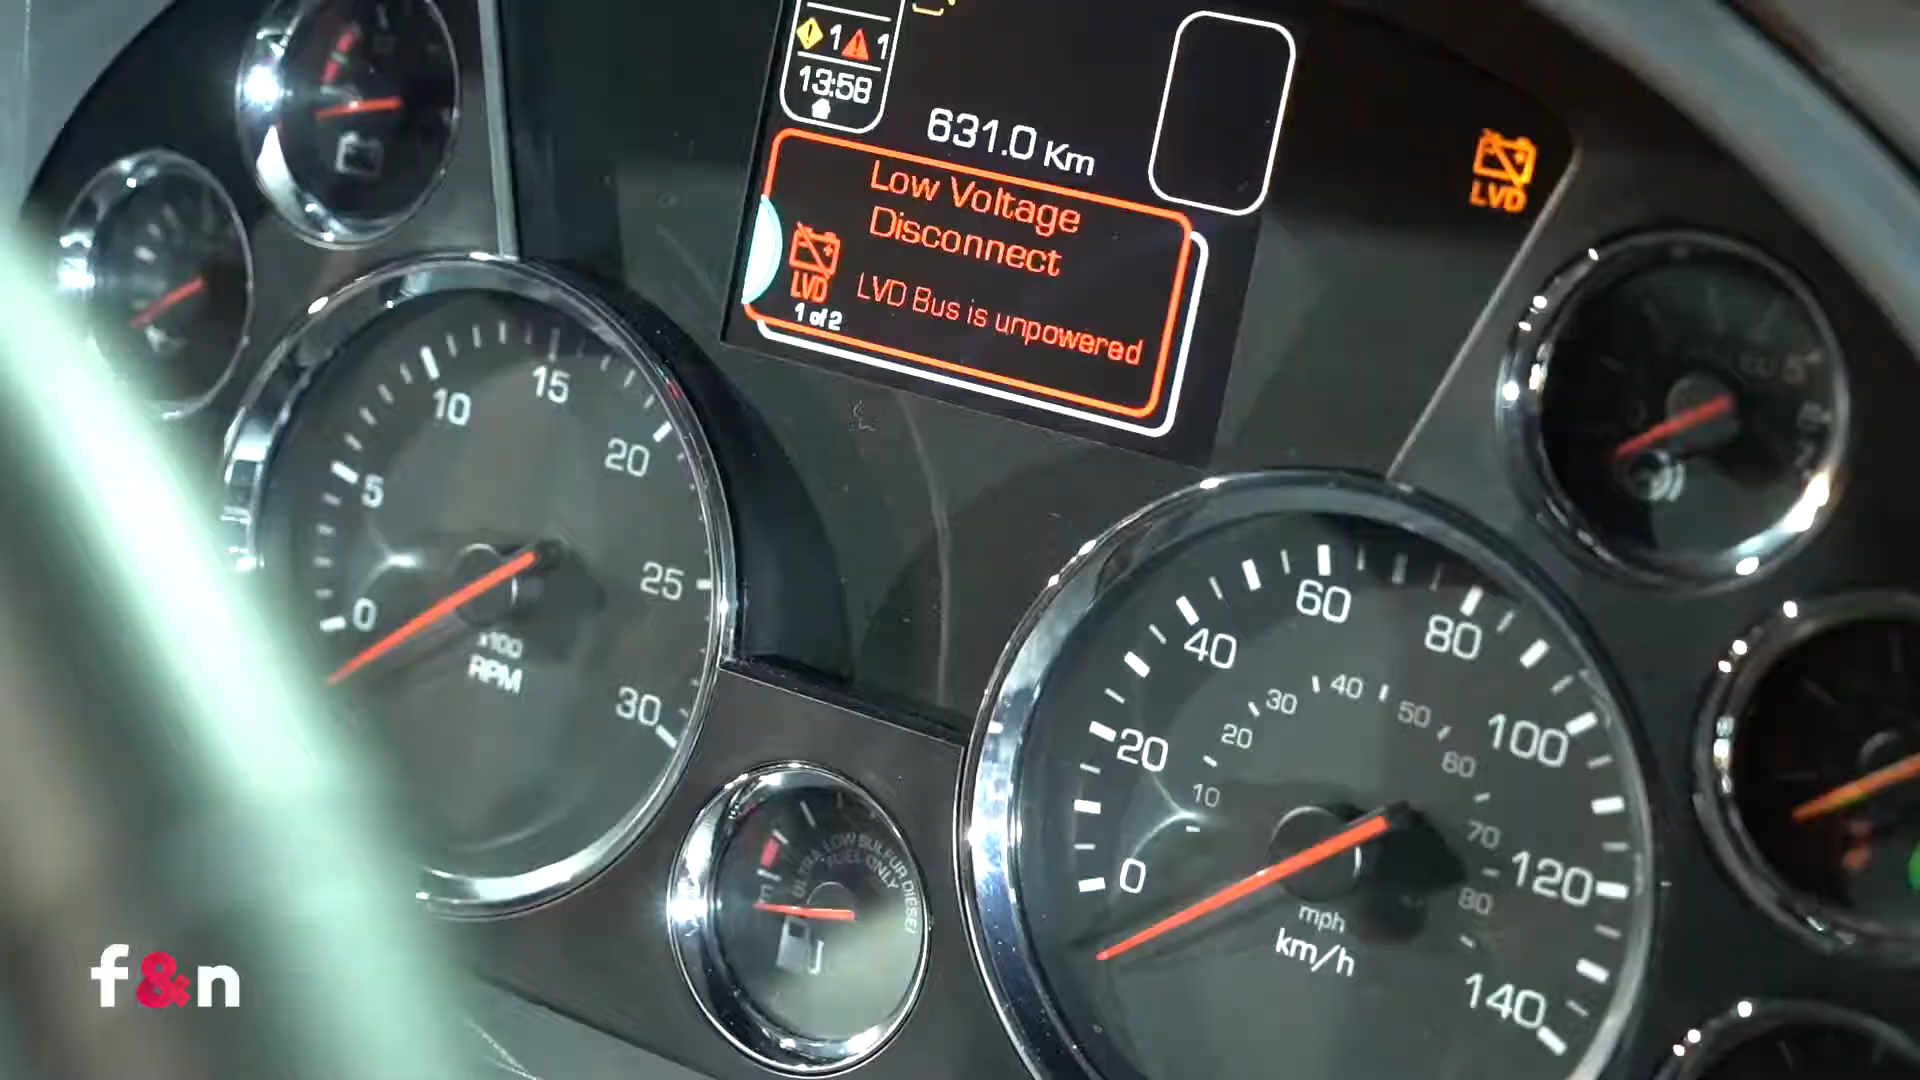 1 1
13:58
631.0 Km
Low Voltage
Disconnect
LVD
LVD Bus is unpowered
1 of 2
LVD
0
5
10
15
20
25
30
x100
RPM
ULTRA LOW SULFUR DIESEL
FUEL ONLY
0
20
40
60
80
100
120
140
10
20
30
40
50
60
70
80
mph
km/h
f&n